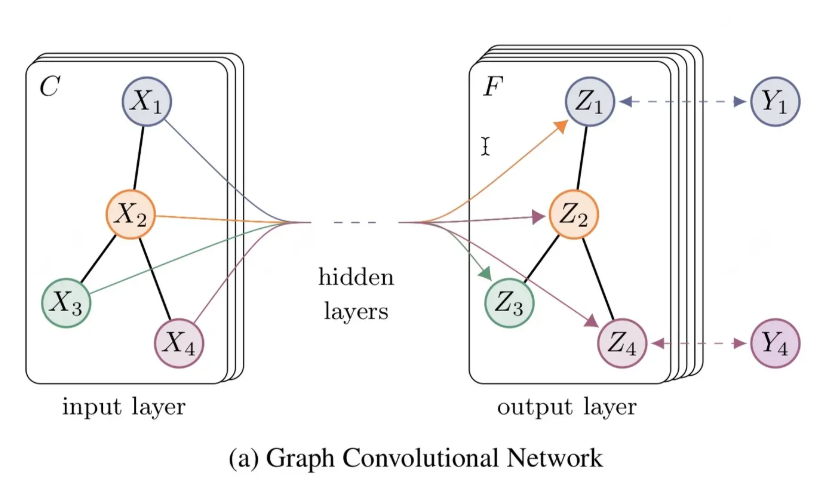 C
X₁
X₂
X₃
X₄
input layer
hidden
layers
F
Z₁
Z₂
Z₃
Z₄
output layer
Y₁
Y₄
(a) Graph Convolutional Network